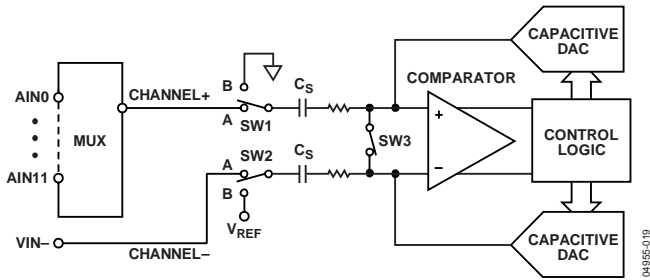 CAPACITIVE
DAC
COMPARATOR
B
CS
AIN0
CHANNEL+
A
SW1
MUX
SW3
CONTROL
LOGIC
+
−
AIN11
A
SW2
CS
B
VREF
VIN−
CHANNEL−
CAPACITIVE
DAC
04955-019